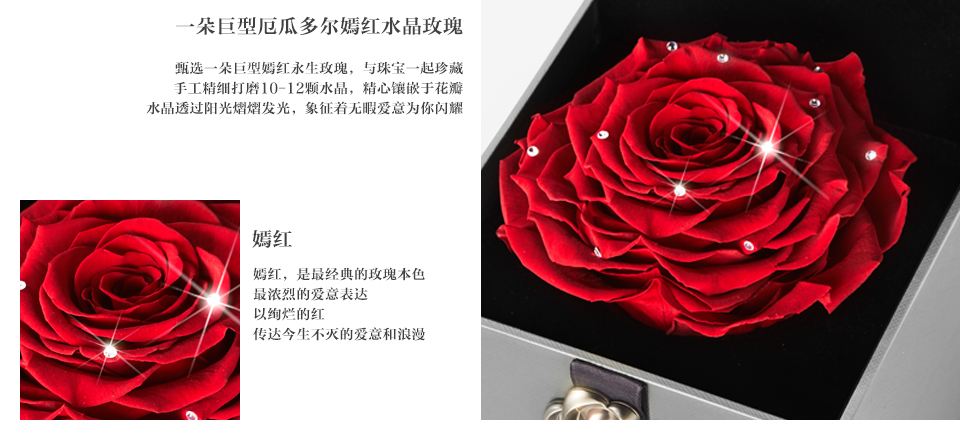 一朵巨型厄瓜多尔嫣红水晶玫瑰
甄选一朵巨型嫣红永生玫瑰，与珠宝一起珍藏
手工精细打磨10-12颗水晶，精心镶嵌于花瓣
水晶透过阳光熠熠发光，象征着无暇爱意为你闪耀
嫣红
嫣红，是最经典的玫瑰本色
最浓烈的爱意表达
以绚烂的红
传达今生不灭的爱意和浪漫